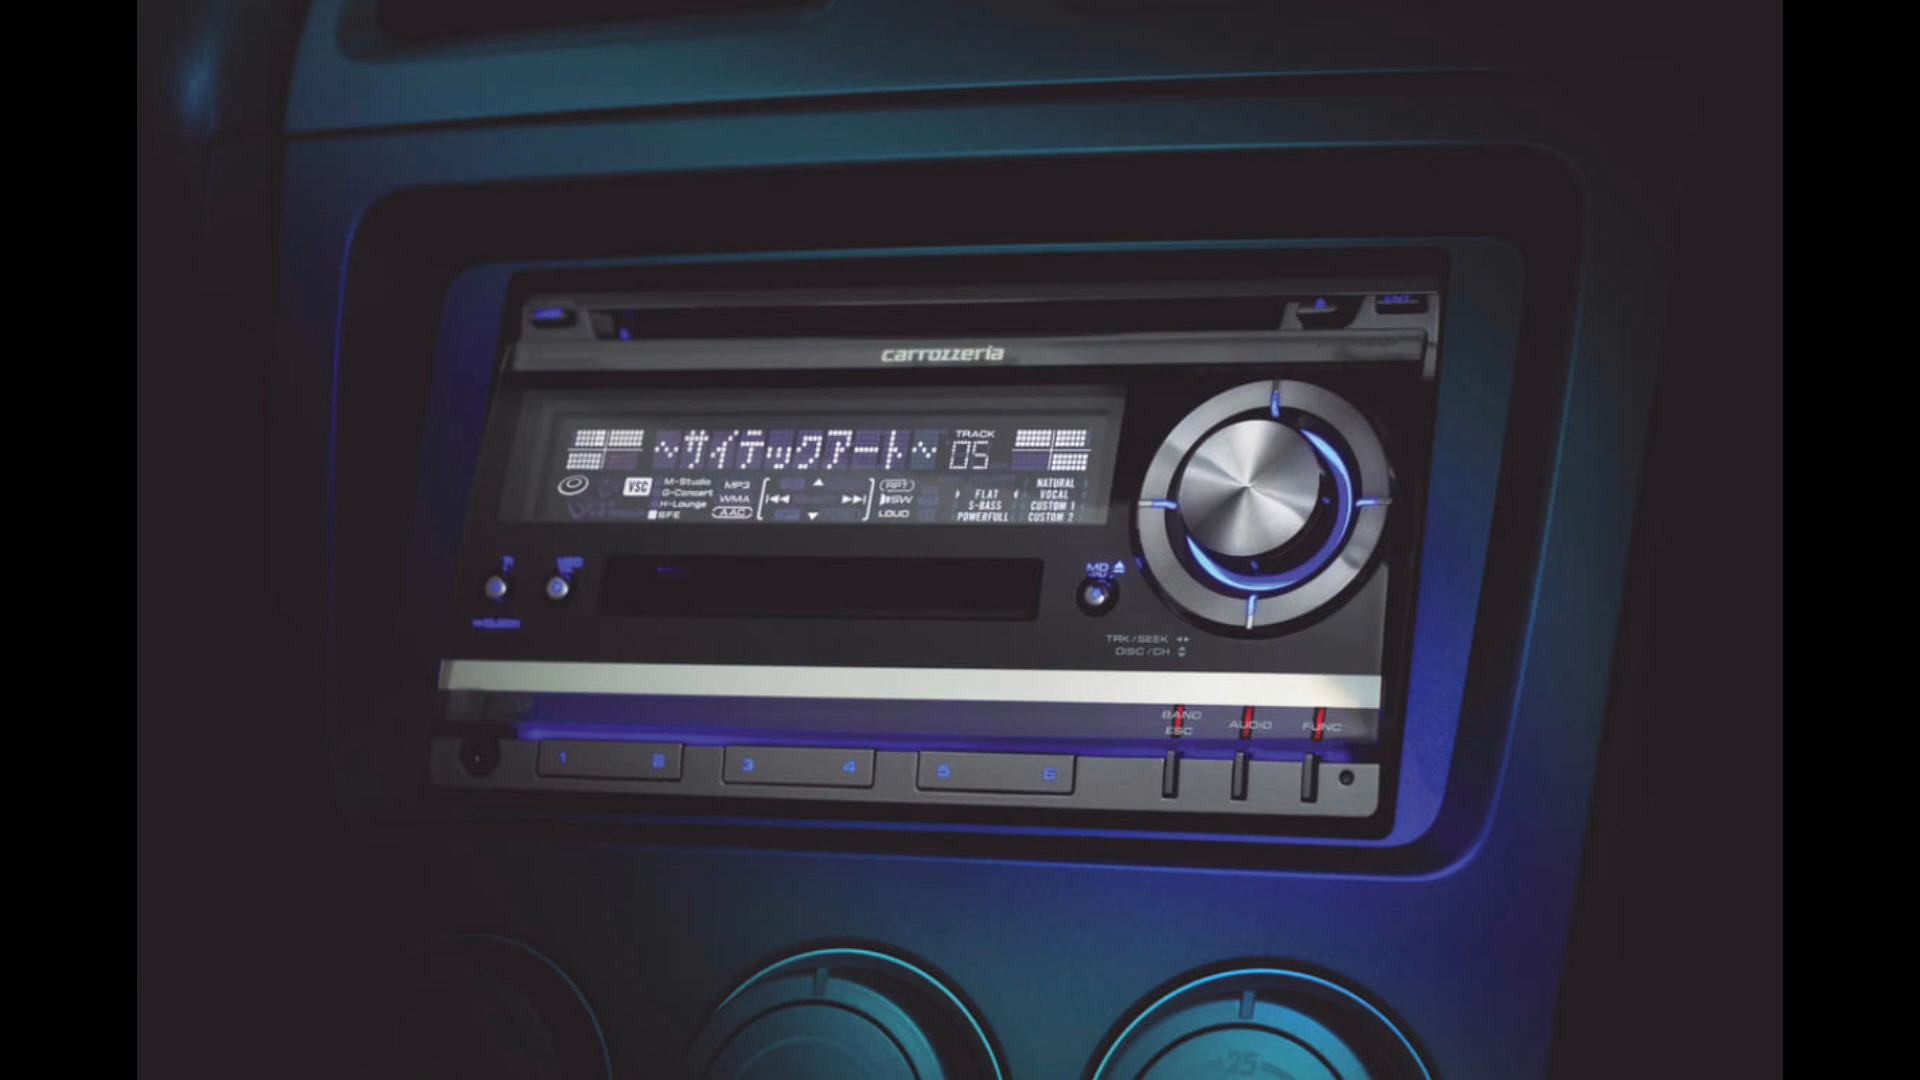 carrozzeria
～サイテックアート～
TRACK
05
VSC
M-Studio
G-Concert
H-Lounge
SFE
MP3
WMA
AAC
RPT
SW
LOUD
FLAT
S-BASS
POWERFULL
NATURAL
VOCAL
CUSTOM 1
CUSTOM 2
MD
TRK/SEEK
DISC/CH
BAND
ESC
AUDIO
FUNC
1 2 3 4 5 6
25